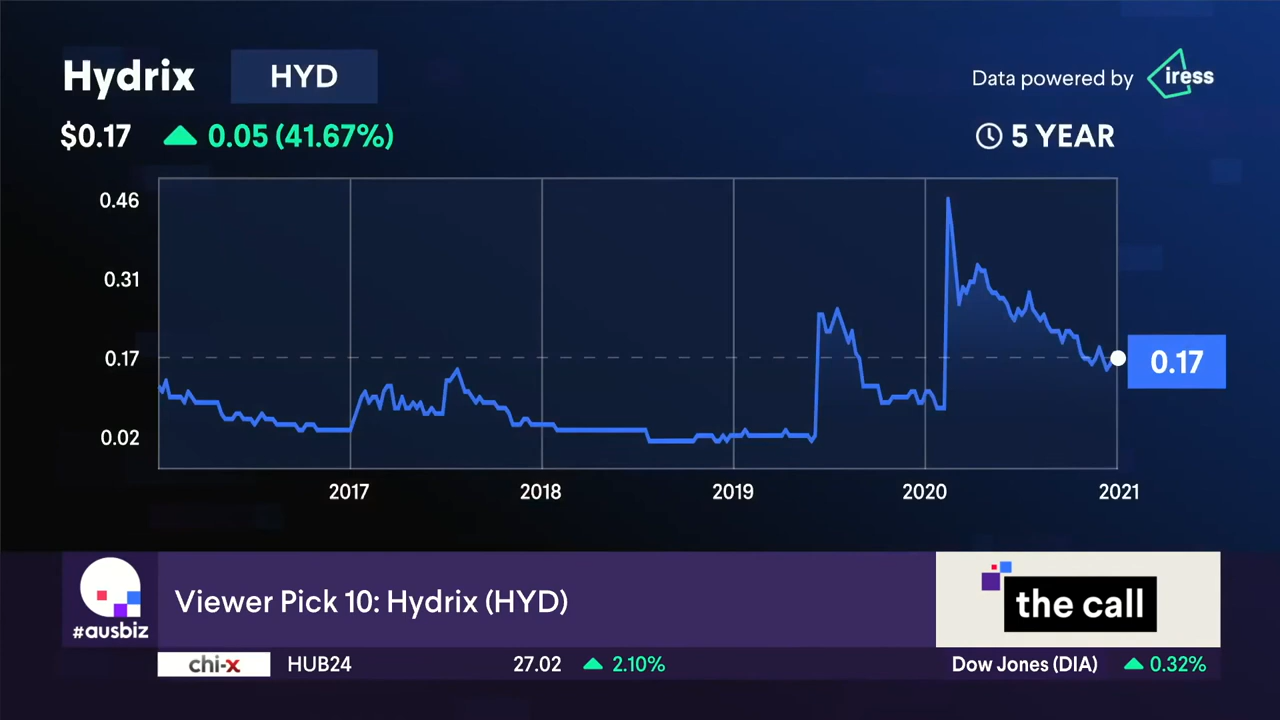 Hydrix HYD
Data powered by iress
$0.17 0.05 (41.67%)
5 YEAR
0.46
0.31
0.17
0.02
0.17
2017 2018 2019 2020 2021
#ausbiz
Viewer Pick 10: Hydrix (HYD)
the call
chi-x HUB24 27.02 2.10% Dow Jones (DIA) 0.32%